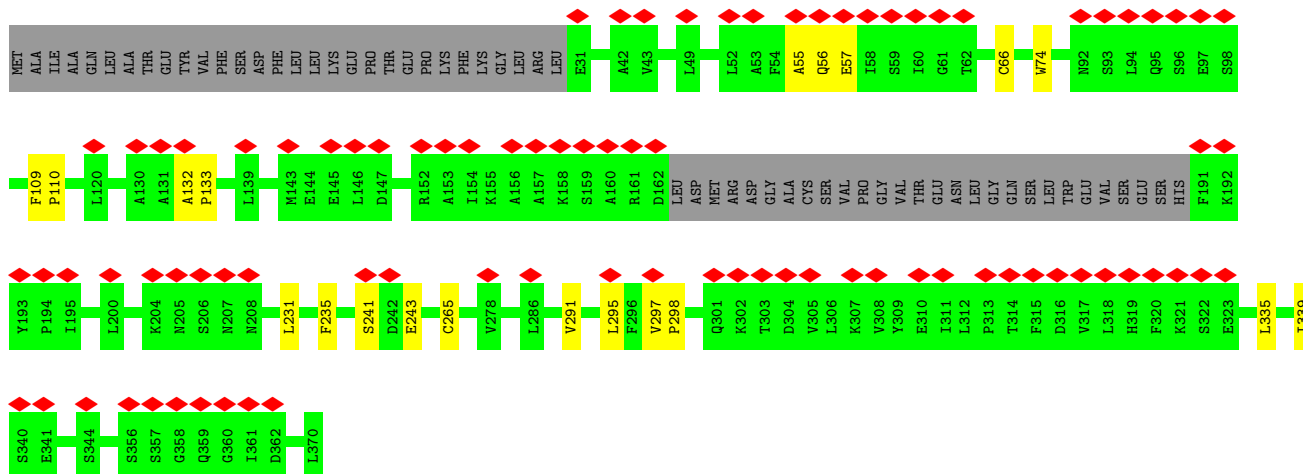 MET ALA ILE ALA GLN LEU ALA THR GLU TYR VAL PHE SER ASP PHE LEU LEU LYS GLU PRO THR GLU PRO LYS PHE LYS GLY LEU ARG LEU E31 A42 V43 L49 L52 A53 F54 A55 Q56 E57 I58 S59 I60 G61 T62 C66 W74 N92 S93 L94 Q95 S96 E97 S98
F109 P110 L120 A130 A131 A132 P133 L139 M143 E144 E145 L146 D147 R152 A153 I154 K155 A156 A157 K158 S159 A160 R161 D162 LEU ASP MET ARG ASP GLY ALA CYS SER VAL PRO GLY VAL THR GLU ASN LEU GLY GLN SER LEU TRP GLU VAL SER GLU SER HIS F191 K192
Y193 P194 I195 L200 K204 N205 S206 N207 N208 L231 F235 S241 D242 E243 C265 V278 L286 V291 L295 F296 V297 P298 Q301 K302 T303 D304 V305 L306 K307 V308 Y309 E310 I311 L312 P313 T314 F315 D316 V317 L318 H319 F320 K321 S322 E323 L335 I339
S340 E341 S344 S356 S357 G358 Q359 G360 I361 D362 L370